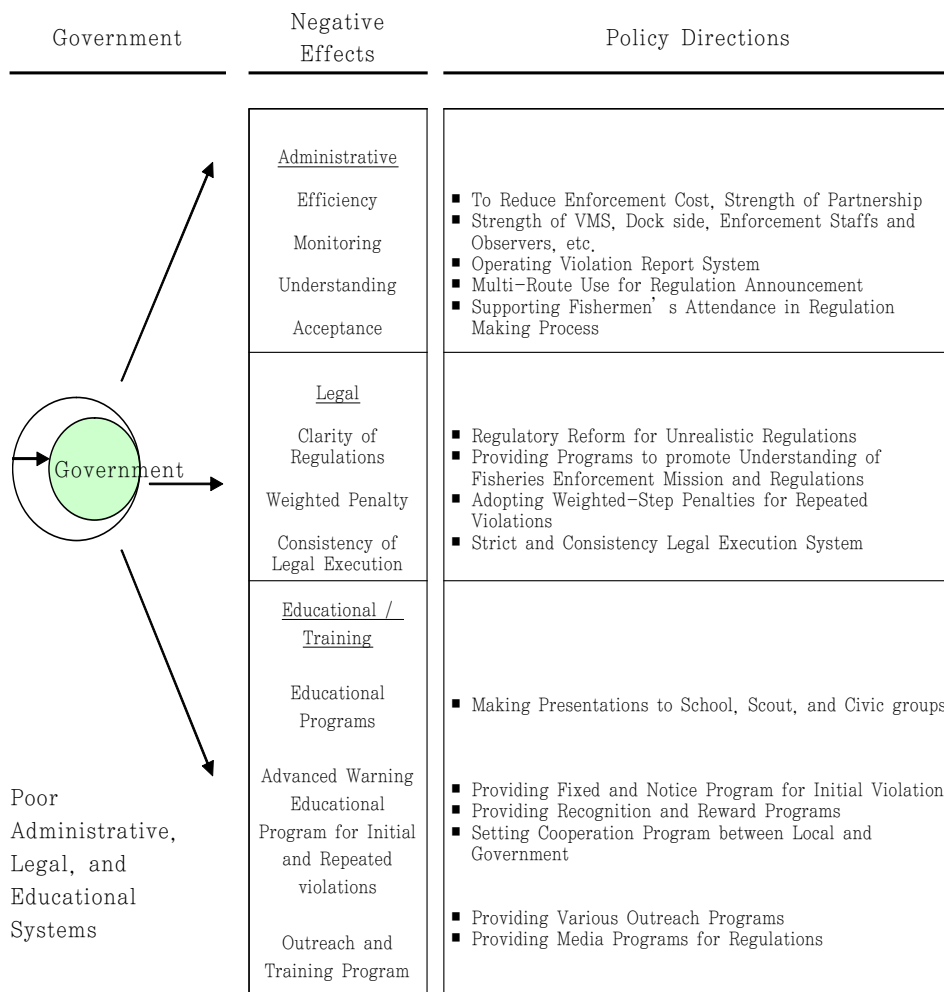 Government
Negative
Effects
Policy Directions
Administrative
Efficiency
Monitoring
Understanding
Acceptance
■ To Reduce Enforcement Cost, Strength of Partnership
■ Strength of VMS, Dock side, Enforcement Staffs and
Observers, etc.
■ Operating Violation Report System
■ Multi-Route Use for Regulation Announcement
■ Supporting Fishermen’s Attendance in Regulation
Making Process
Legal
Clarity of
Regulations
Weighted Penalty
Consistency of
Legal Execution
■ Regulatory Reform for Unrealistic Regulations
■ Providing Programs to promote Understanding of
Fisheries Enforcement Mission and Regulations
■ Adopting Weighted-Step Penalties for Repeated
Violations
■ Strict and Consistency Legal Execution System
Government
Educational /
Training
Educational
Programs
Advanced Warning
Educational
Program for Initial
and Repeated
violations
Outreach and
Training Program
■ Making Presentations to School, Scout, and Civic groups
■ Providing Fixed and Notice Program for Initial Violation
■ Providing Recognition and Reward Programs
■ Setting Cooperation Program between Local and
Government
■ Providing Various Outreach Programs
■ Providing Media Programs for Regulations
Poor
Administrative,
Legal, and
Educational
Systems